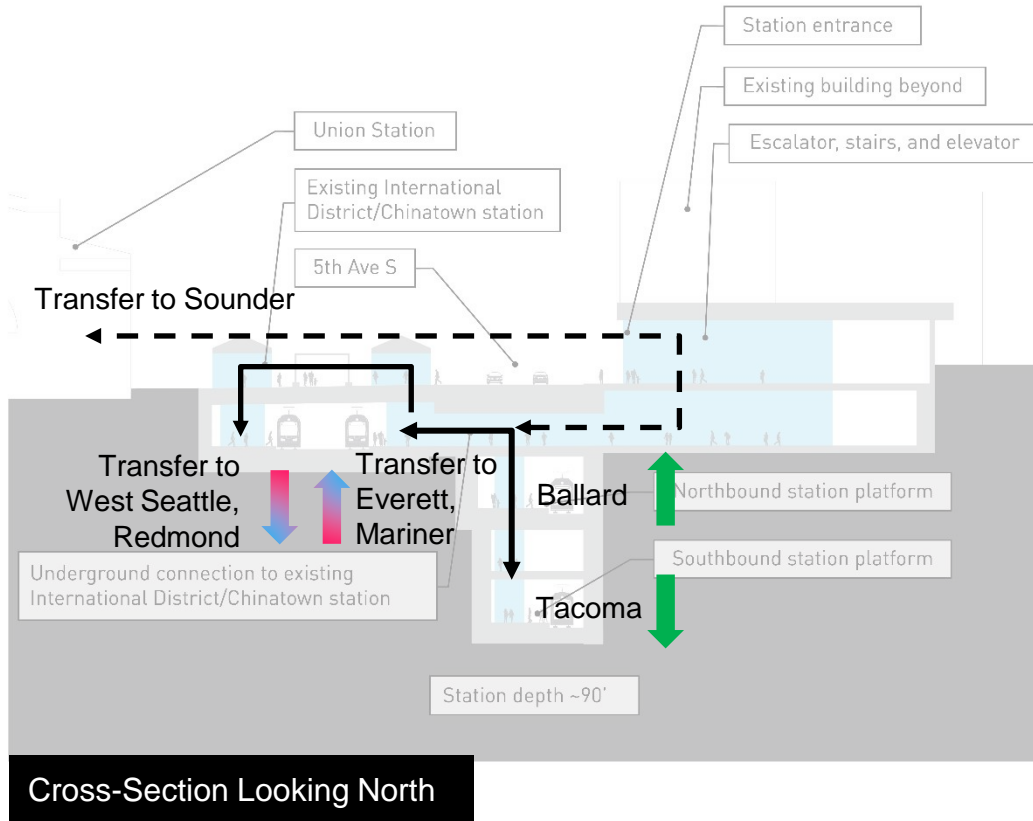 Station entrance
Existing building beyond
Union Station
Escalator, stairs, and elevator
Existing International
District/Chinatown station
5th Ave S
Transfer to Sounder
Transfer to
West Seattle,
Redmond
Transfer to
Everett,
Mariner
Ballard
Northbound station platform
Underground connection to existing
International District/Chinatown station
Southbound station platform
Tacoma
Station depth ~90'
Cross-Section Looking North